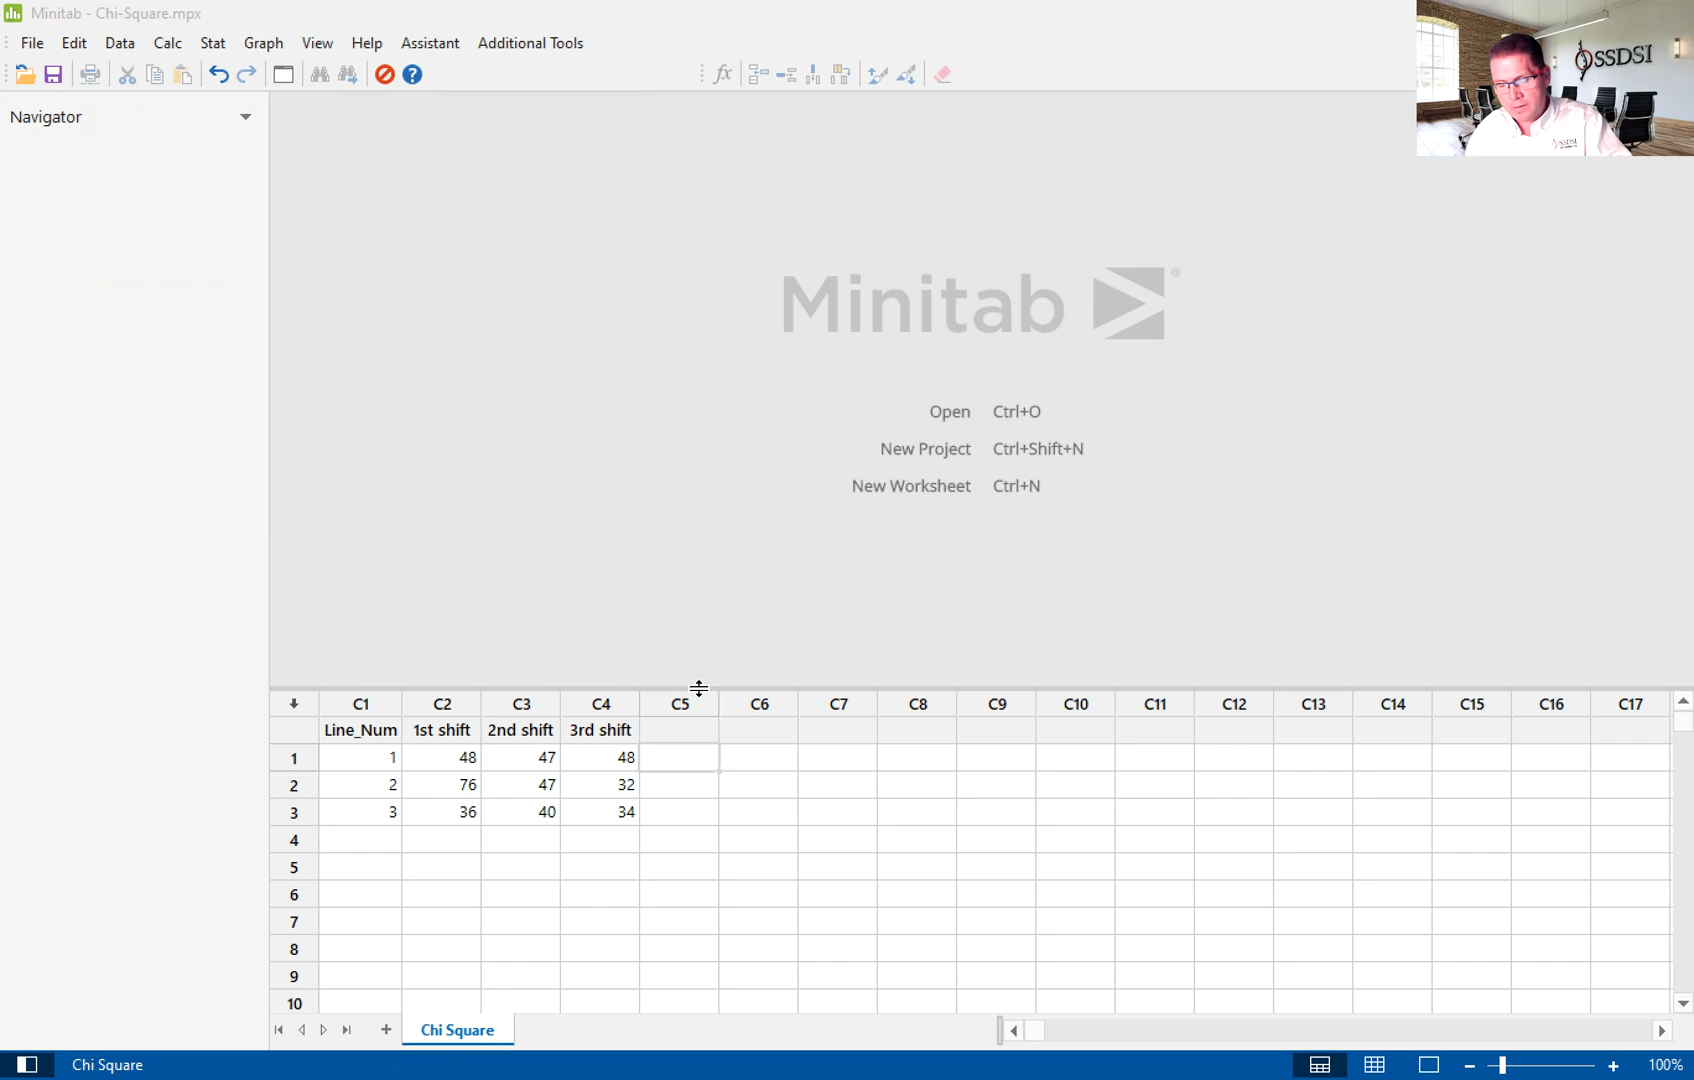 Minitab - Chi-Square.mpx
File Edit Data Calc Stat Graph View Help Assistant Additional Tools
fx
Navigator
SSDSI
SSDSI
Minitab ®
Open Ctrl+O
New Project Ctrl+Shift+N
New Worksheet Ctrl+N
C1 C2 C3 C4 C5 C6 C7 C8 C9 C10 C11 C12 C13 C14 C15 C16 C17
Line_Num 1st shift 2nd shift 3rd shift
1 1 48 47 48
2 2 76 47 32
3 3 36 40 34
4
5
6
7
8
9
10
Chi Square
Chi Square 100%